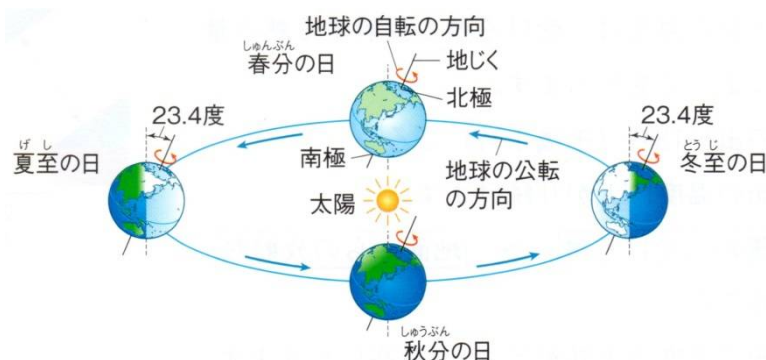 地球の自転の方向
しゅんぶん
春分の日
地じく
北極
23.4度
23.4度
げし
夏至の日
南極
地球の公転
の方向
とうじ
冬至の日
太陽
しゅうぶん
秋分の日